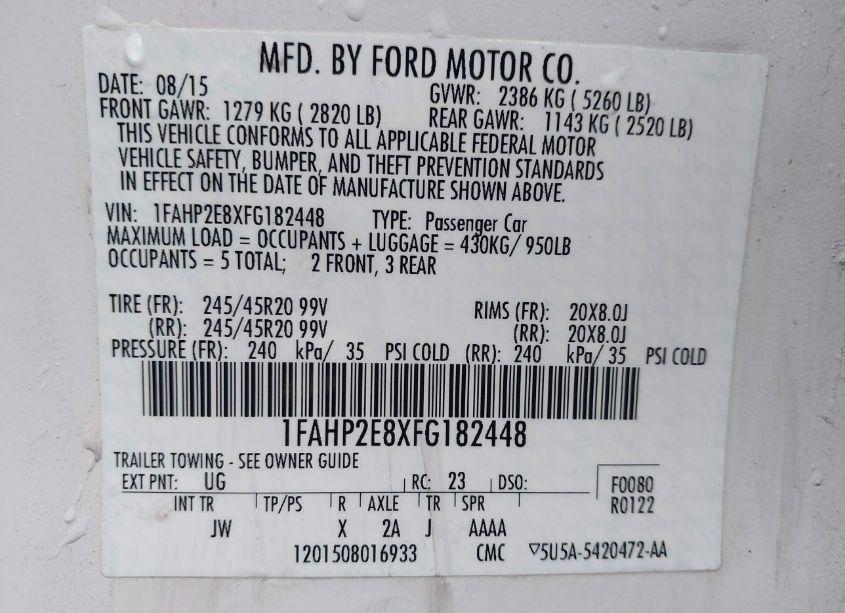 MFD. BY FORD MOTOR CO.
DATE: 08/15 GVWR: 2386 KG ( 5260 LB)
FRONT GAWR: 1279 KG ( 2820 LB) REAR GAWR: 1143 KG ( 2520 LB)
THIS VEHICLE CONFORMS TO ALL APPLICABLE FEDERAL MOTOR
VEHICLE SAFETY, BUMPER, AND THEFT PREVENTION STANDARDS
IN EFFECT ON THE DATE OF MANUFACTURE SHOWN ABOVE.
VIN: 1FAHP2E8XFG182448 TYPE: Passenger Car
MAXIMUM LOAD = OCCUPANTS + LUGGAGE = 430KG/ 950LB
OCCUPANTS = 5 TOTAL; 2 FRONT, 3 REAR
TIRE (FR): 245/45R20 99V RIMS (FR): 20X8.0J
(RR): 245/45R20 99V (RR): 20X8.0J
PRESSURE (FR): 240 kPa/ 35 PSI COLD (RR): 240 kPa/ 35 PSI COLD
1FAHP2E8XFG182448
TRAILER TOWING - SEE OWNER GUIDE
EXT PNT: UG RC: 23 DSO: F0080
INT TR TP/PS R AXLE TR SPR R0122
JW X 2A J AAAA
1201508016933 CMC ▽5U5A-5420472-AA